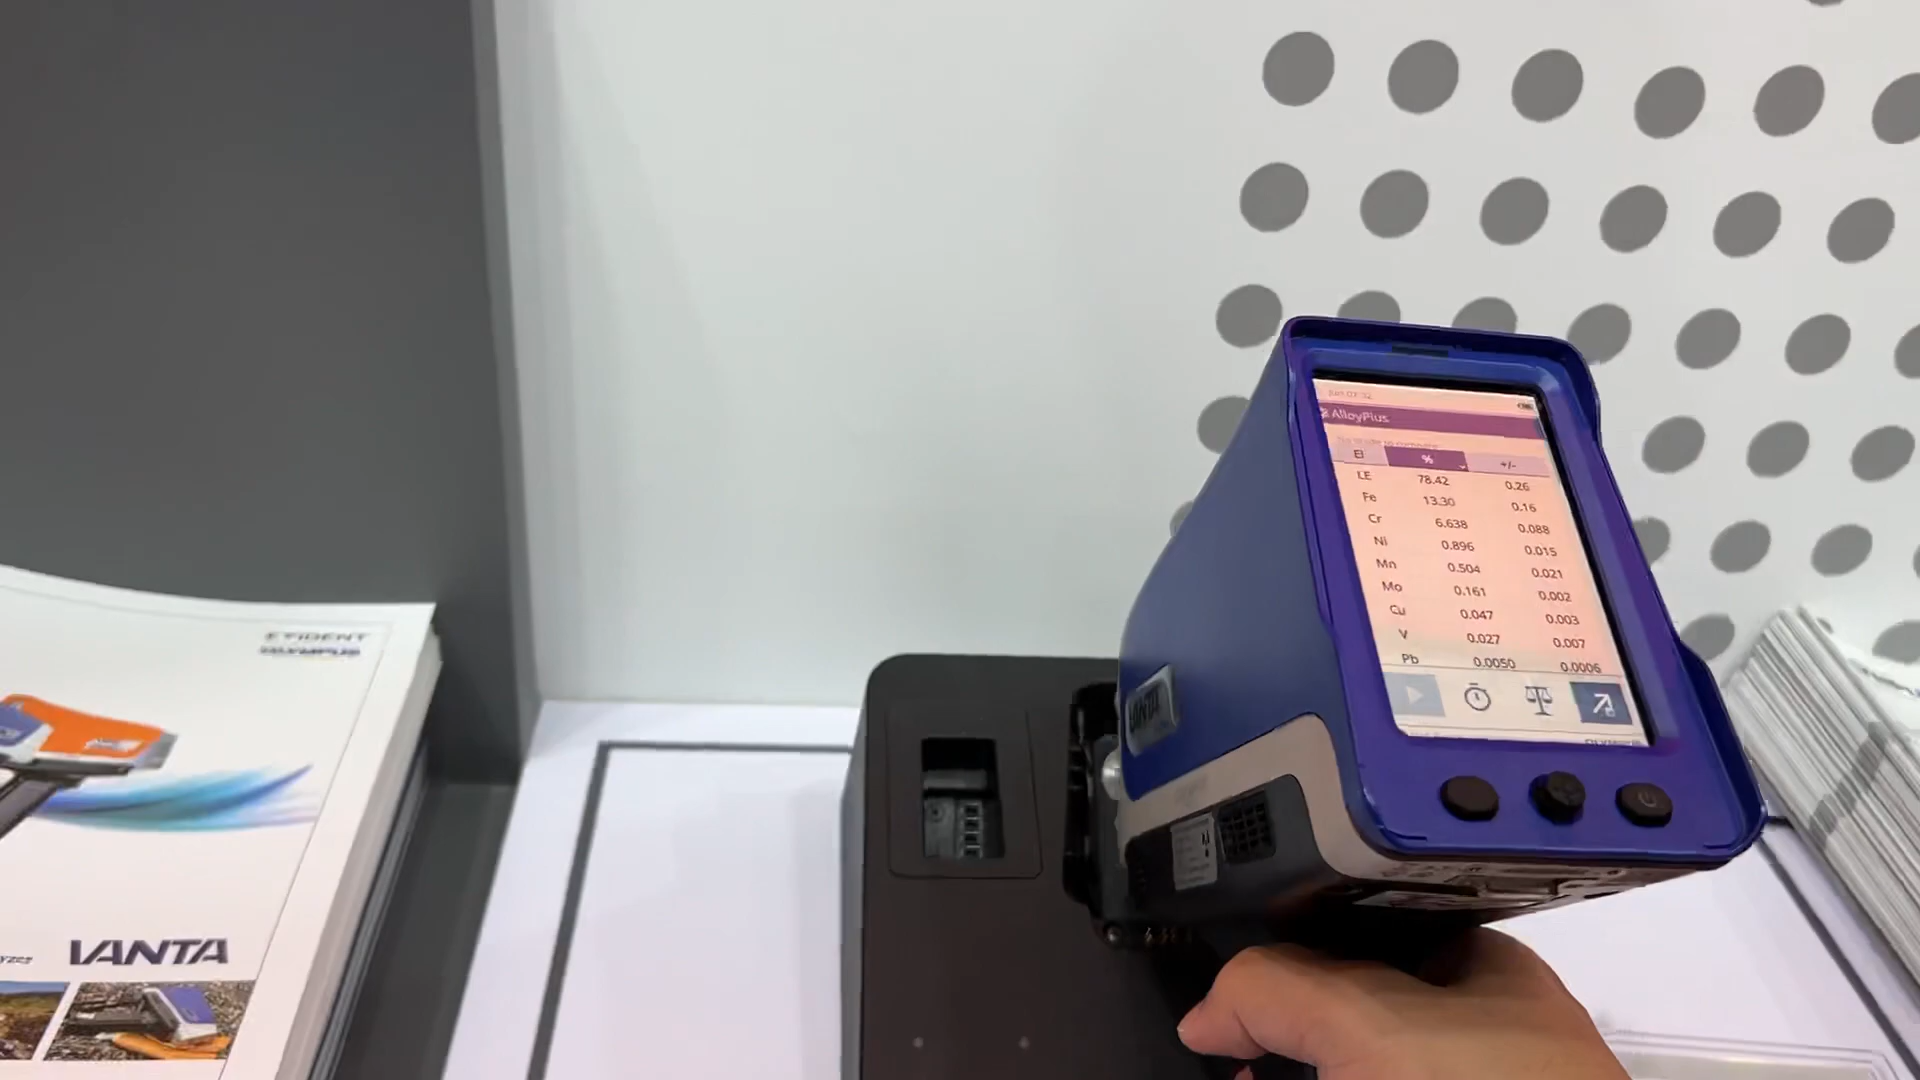 EVIDENT
OLYMPUS
VANTA
VANTA
AlloyPlus
El % +/-
LE 78.42 0.26
Fe 13.30 0.16
Cr 6.638 0.088
Ni 0.896 0.015
Mn 0.504 0.021
Mo 0.161 0.002
Cu 0.047 0.003
V 0.027 0.007
Pb 0.0050 0.0006